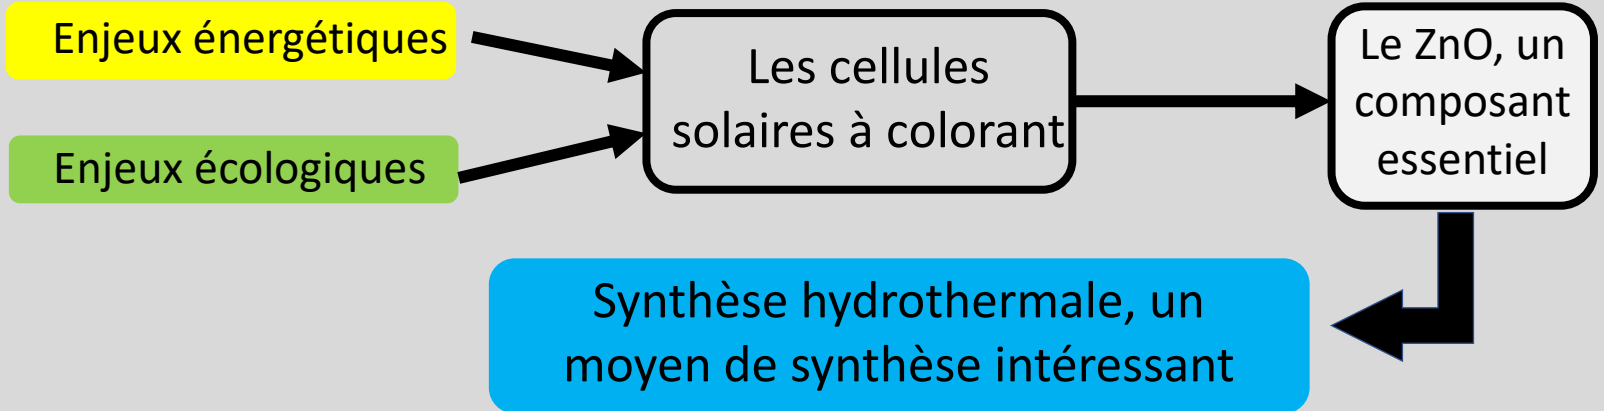 Enjeux énergétiques
Enjeux écologiques
Les cellules
solaires à colorant
Le ZnO, un
composant
essentiel
Synthèse hydrothermale, un
moyen de synthèse intéressant